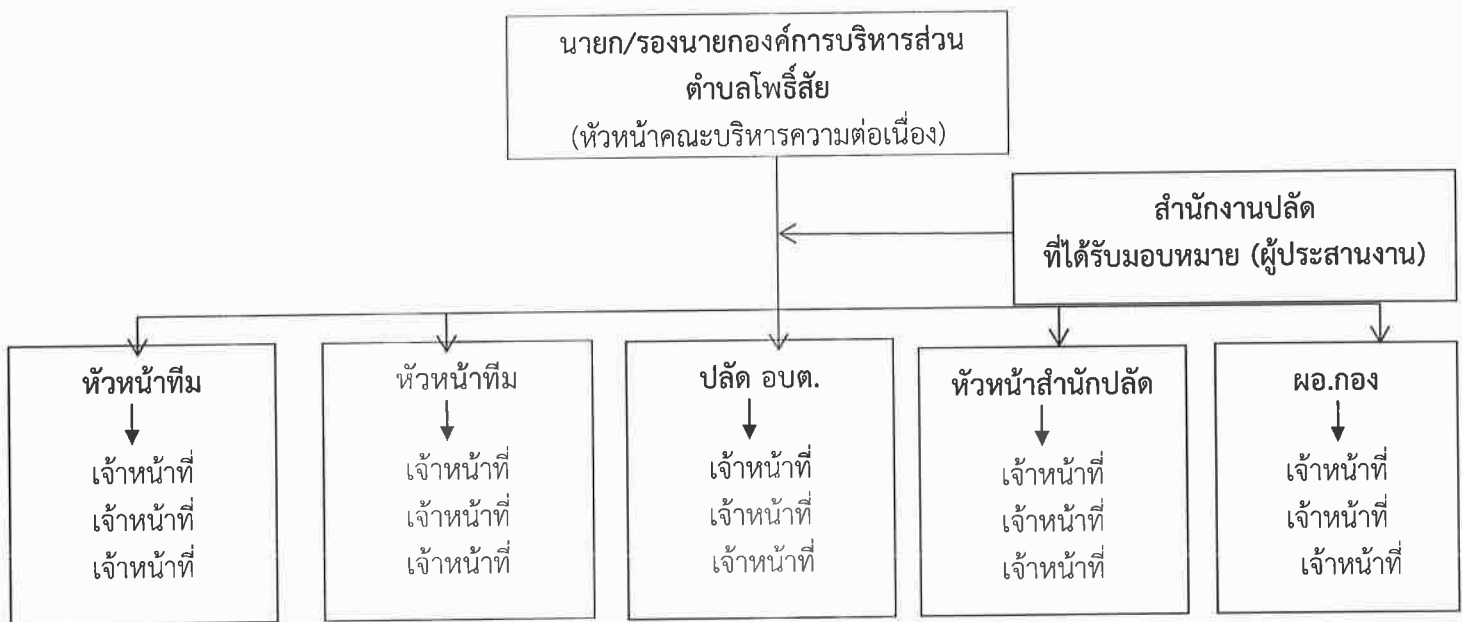 นายก/รองนายกองค์การบริหารส่วน
ตำบลโพธิ์สัย
(หัวหน้าคณะบริหารความต่อเนื่อง)
สำนักงานปลัด
ที่ได้รับมอบหมาย (ผู้ประสานงาน)
หัวหน้าทีม
เจ้าหน้าที่
เจ้าหน้าที่
เจ้าหน้าที่
หัวหน้าทีม
เจ้าหน้าที่
เจ้าหน้าที่
เจ้าหน้าที่
ปลัด อบต.
เจ้าหน้าที่
เจ้าหน้าที่
เจ้าหน้าที่
หัวหน้าสำนักปลัด
เจ้าหน้าที่
เจ้าหน้าที่
เจ้าหน้าที่
ผอ.กอง
เจ้าหน้าที่
เจ้าหน้าที่
เจ้าหน้าที่